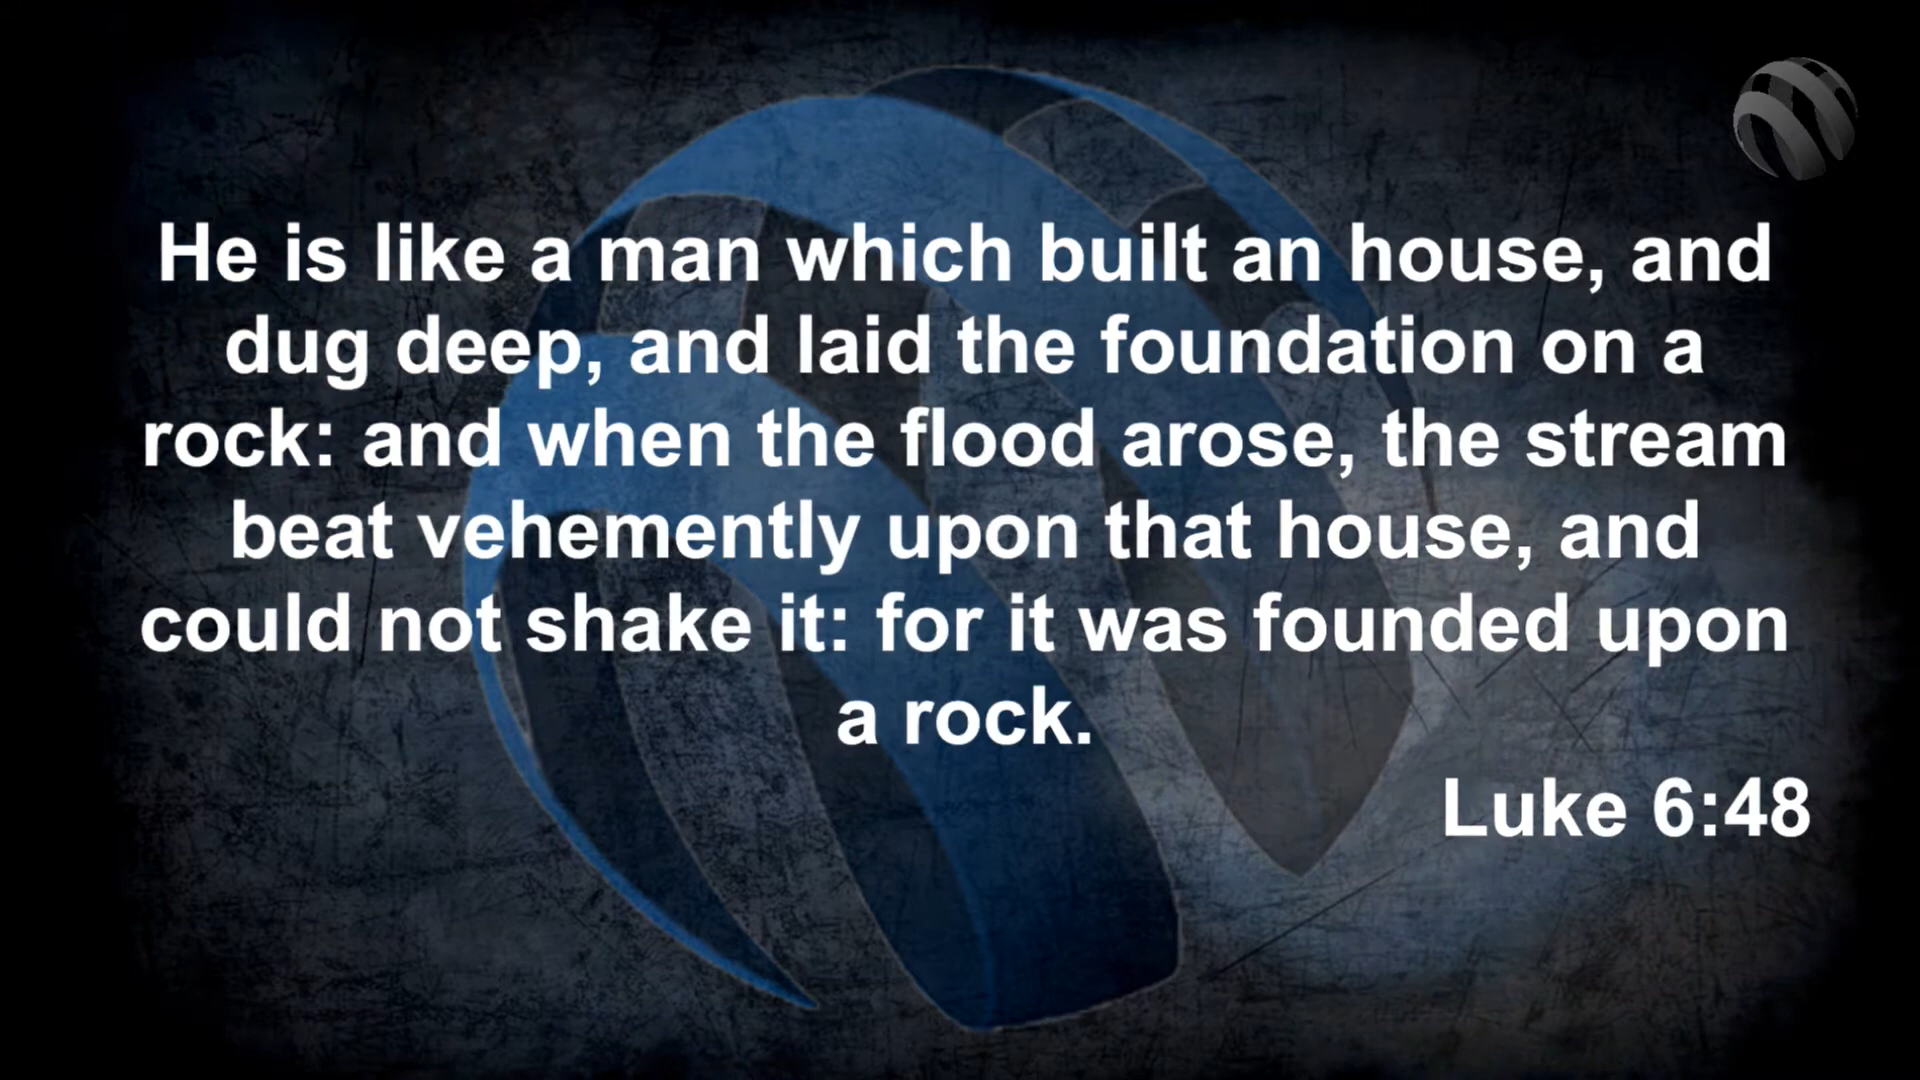 He is like a man which built an house, and
dug deep, and laid the foundation on a
rock: and when the flood arose, the stream
beat vehemently upon that house, and
could not shake it: for it was founded upon
a rock.
Luke 6:48